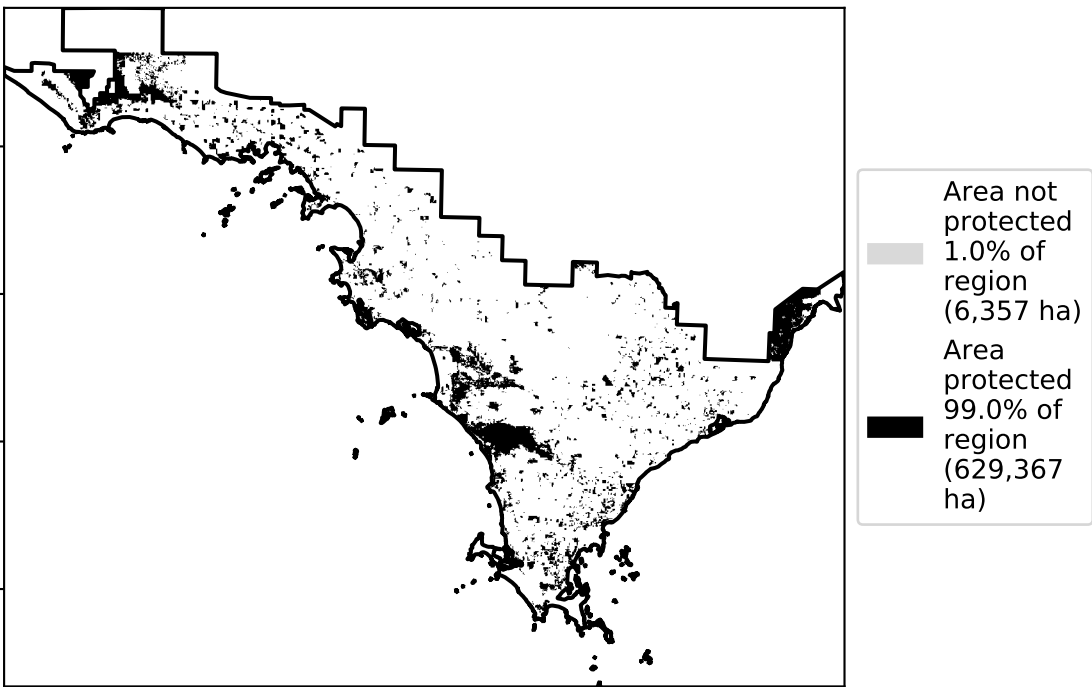 Area not
protected
1.0% of
region
(6,357 ha)
Area
protected
99.0% of
region
(629,367
ha)